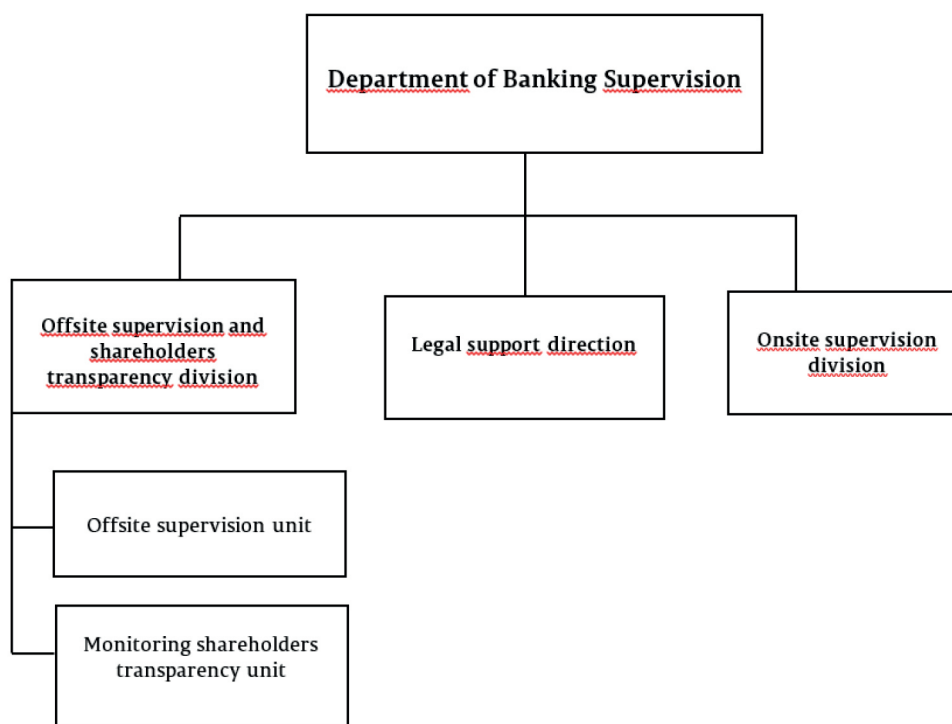 Department of Banking Supervision
Offsite supervision and
shareholders
transparency division
Legal support direction
Onsite supervision
division
Offsite supervision unit
Monitoring shareholders
transparency unit